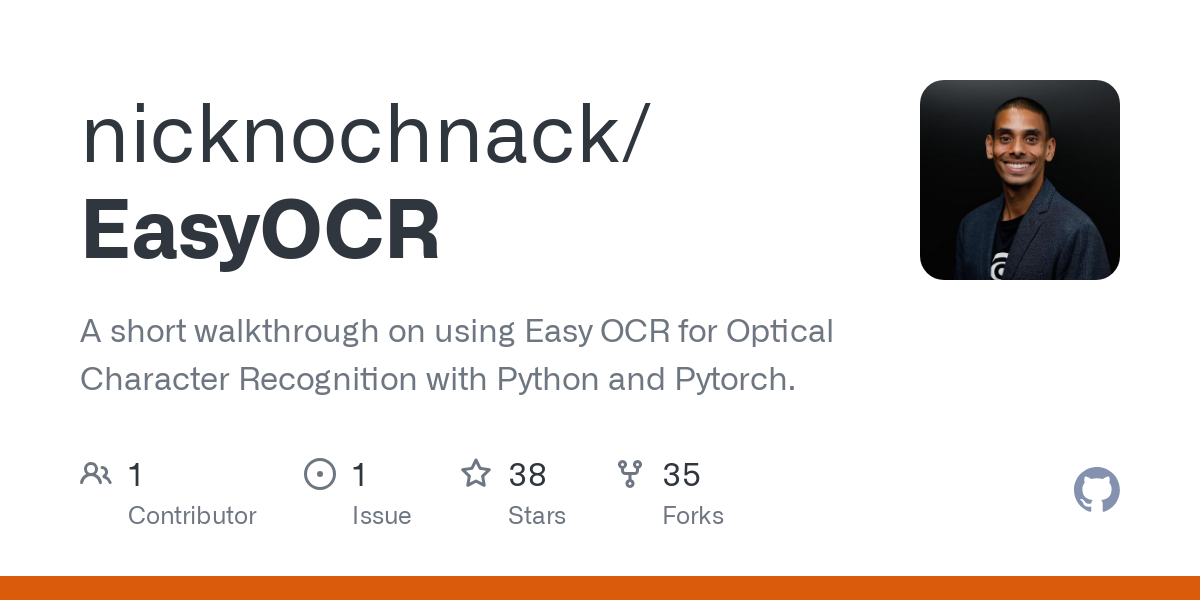 nicknochnack/
EasyOCR
A short walkthrough on using Easy OCR for Optical
Character Recognition with Python and Pytorch.
1 1 38 35
Contributor Issue Stars Forks